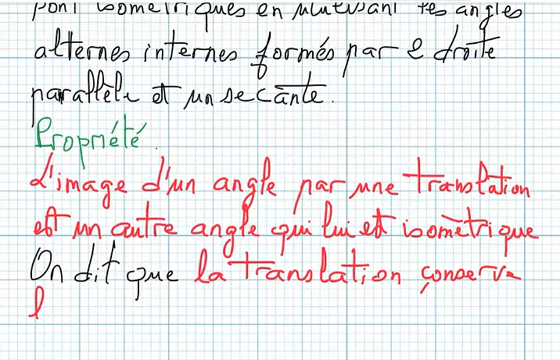 sont isométriques en utilisant les angles
alternes internes formés par 2 droite
parallèle et un secante.
Propriété.
L'image d'un angle par une translation
est un autre angle qui lui est isométrique
On dit que la translation conserve
l